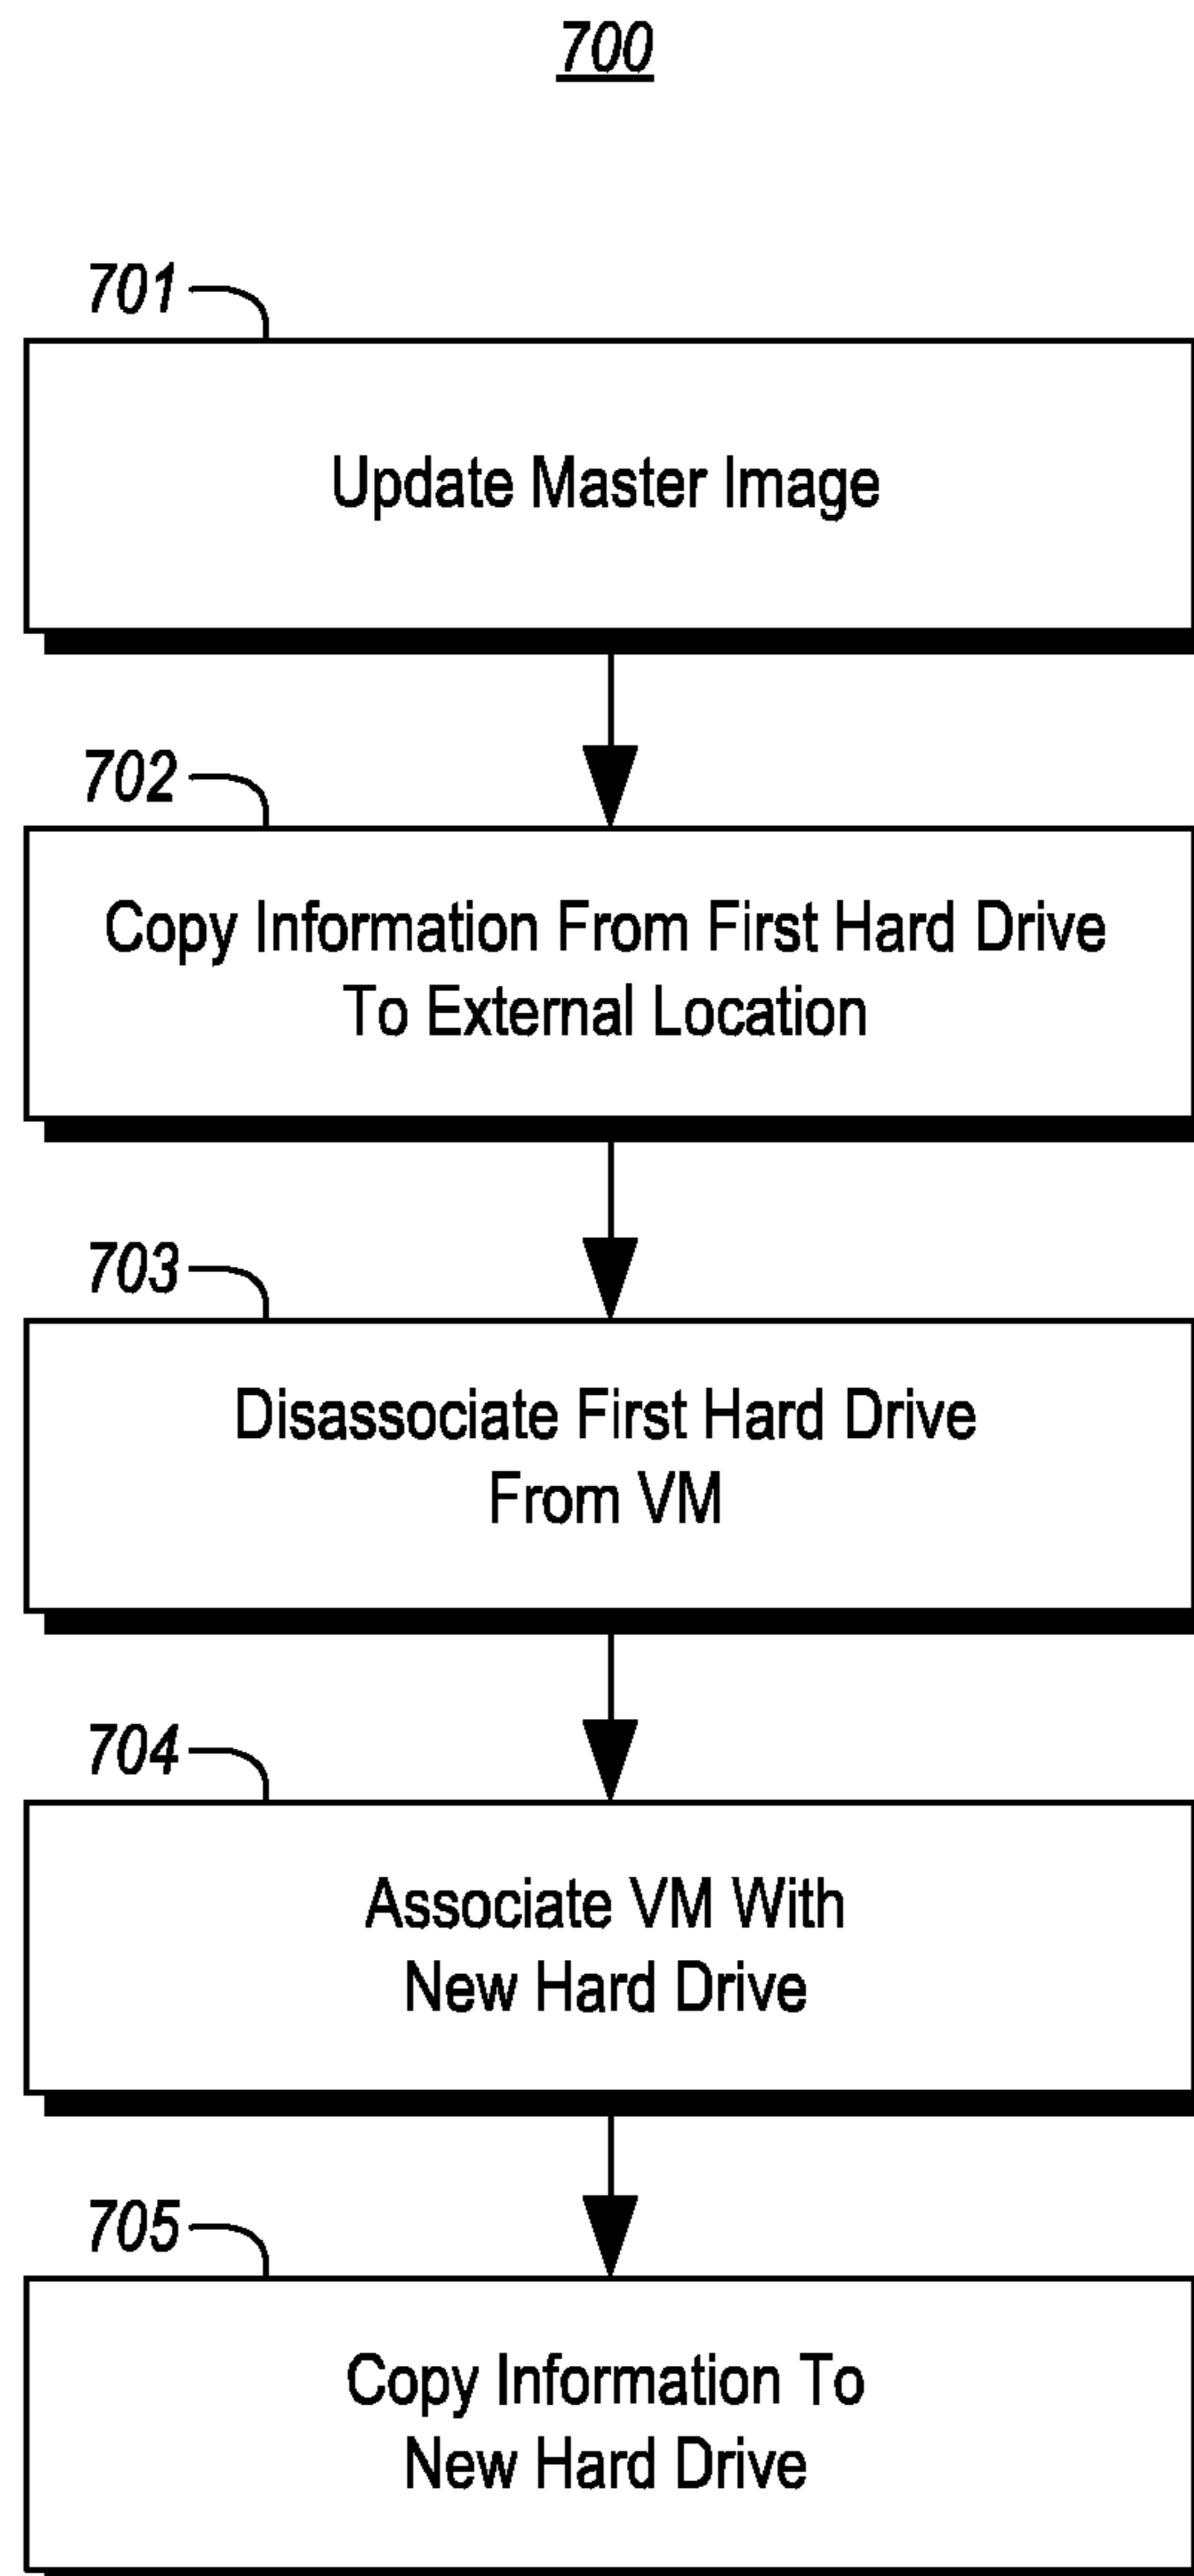 700
701
Update Master Image
702
Copy Information From First Hard Drive
To External Location
703
Disassociate First Hard Drive
From VM
704
Associate VM With
New Hard Drive
705
Copy Information To
New Hard Drive